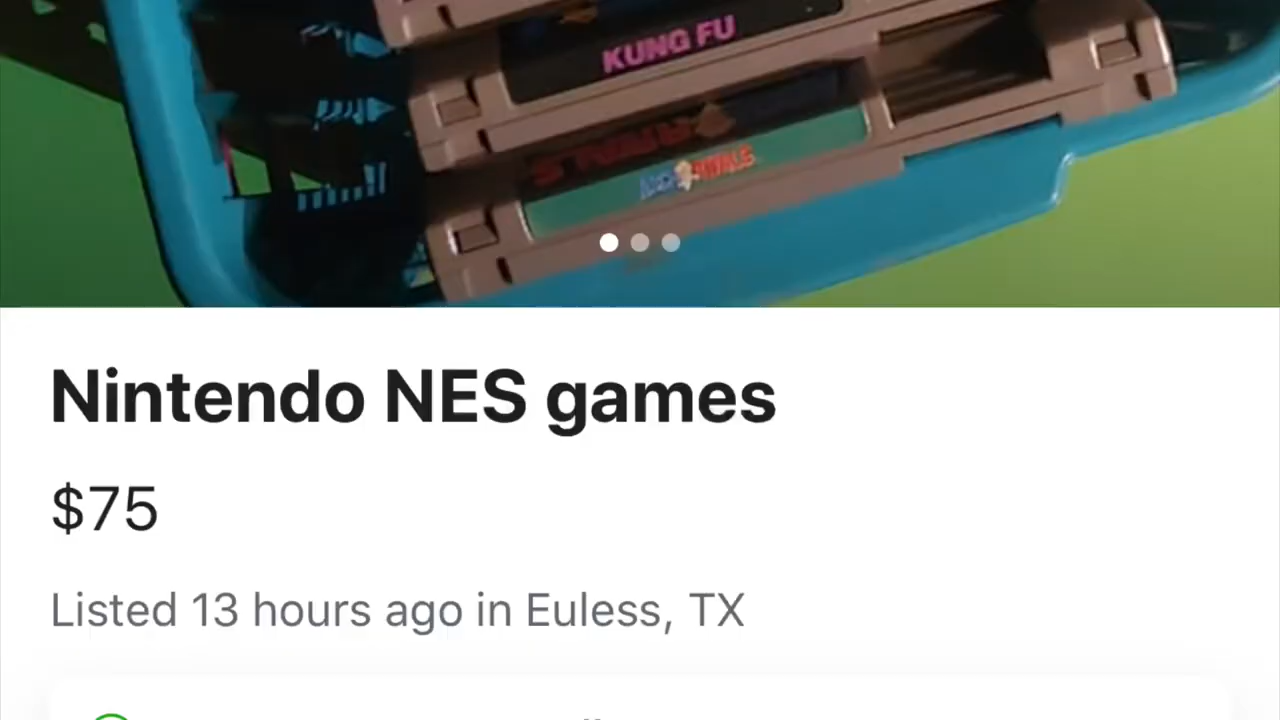 KUNG FU
Nintendo NES games
$75
Listed 13 hours ago in Euless, TX